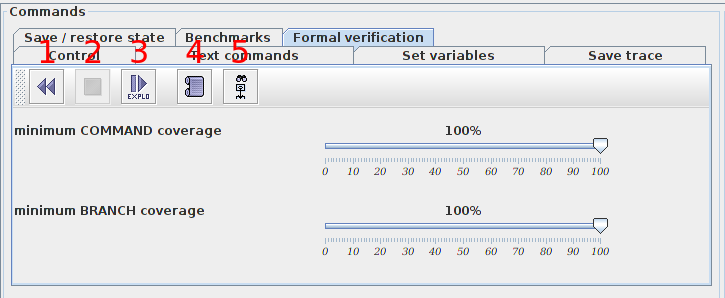 Commands
Save / restore state Benchmarks Formal verification
1 2 3 4 5
Control Text commands Set variables Save trace
EXPLO
minimum COMMAND coverage 100%
0 10 20 30 40 50 60 70 80 90 100
minimum BRANCH coverage 100%
0 10 20 30 40 50 60 70 80 90 100